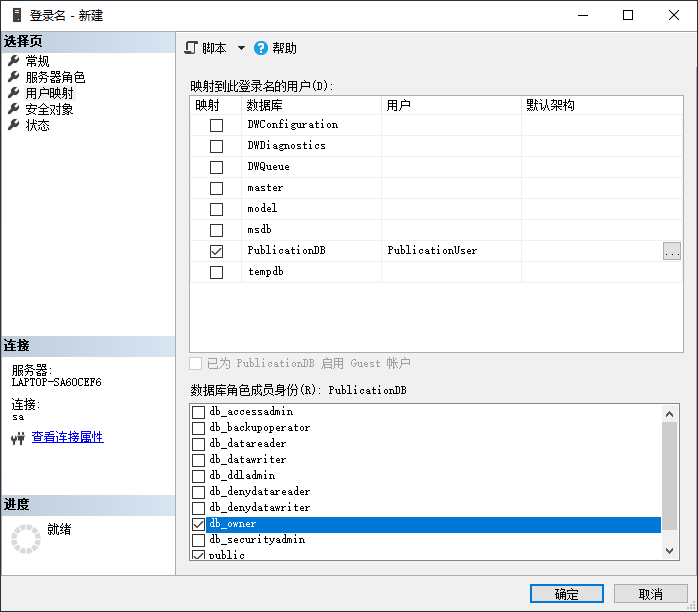 登录名 - 新建
选择页
常规
服务器角色
用户映射
安全对象
状态
连接
服务器:
LAPTOP-SA6OCEF6
连接:
sa
查看连接属性
进度
就绪
脚本 帮助
映射到此登录名的用户(D):
映射 数据库 用户 默认架构
DWConfiguration
DWDiagnostics
DWQueue
master
model
msdb
PublicationDB PublicationUser ...
tempdb
已为 PublicationDB 启用 Guest 帐户
数据库角色成员身份(R): PublicationDB
db_accessadmin
db_backupoperator
db_datareader
db_datawriter
db_ddladmin
db_denydatareader
db_denydatawriter
db_owner
db_securityadmin
public
确定 取消